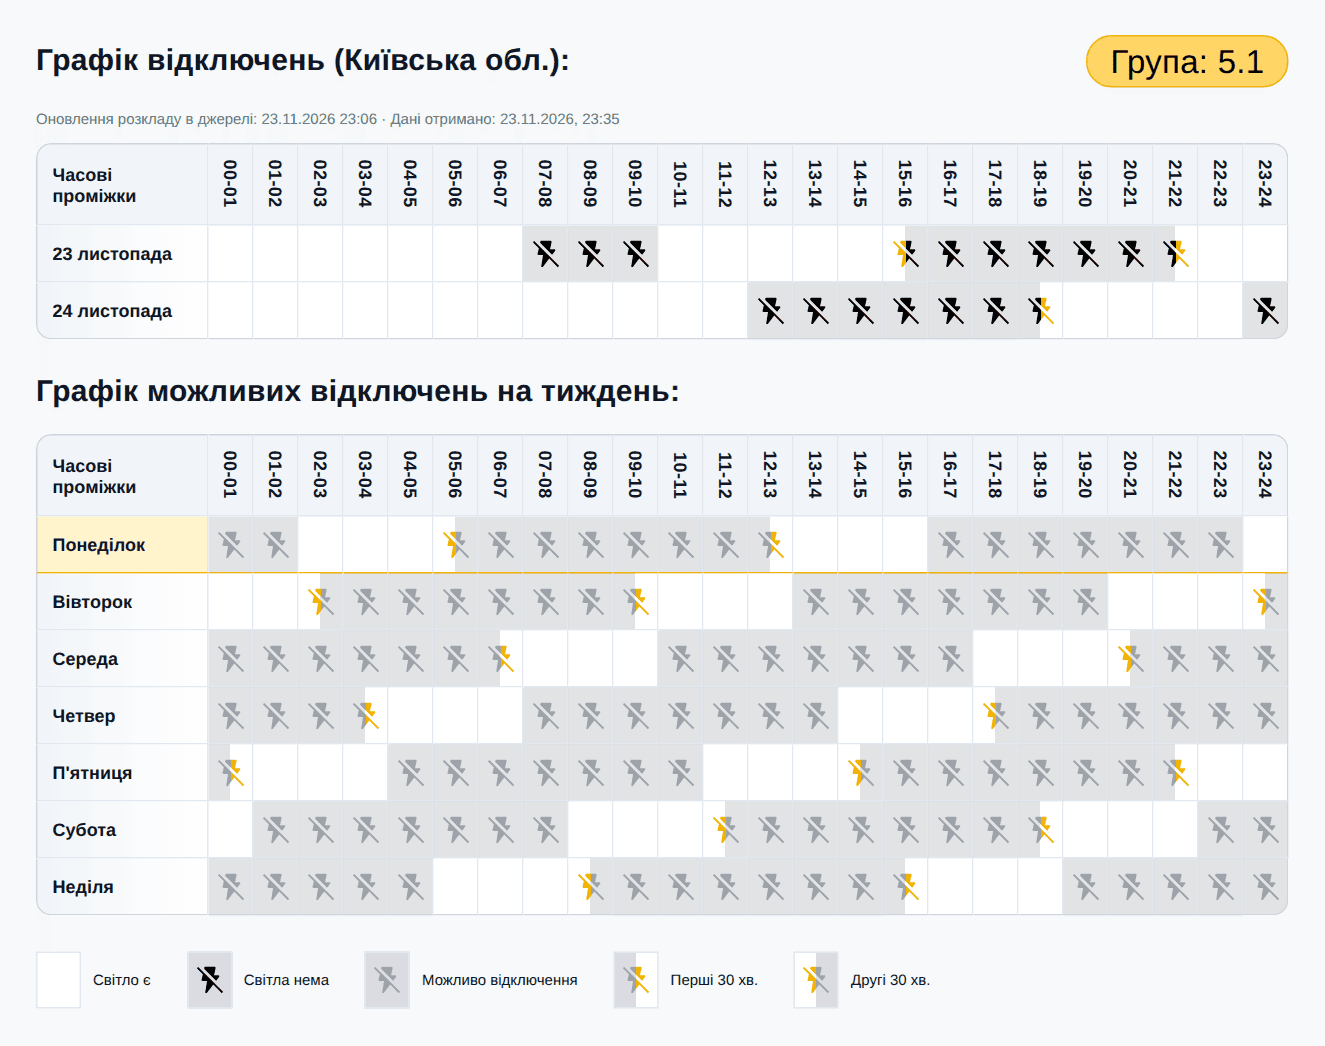 Графік відключень (Київська обл.):
Група: 5.1
Оновлення розкладу в джерелі: 23.11.2026 23:06 · Дані отримано: 23.11.2026, 23:35
Часові проміжки 00-01 01-02 02-03 03-04 04-05 05-06 06-07 07-08 08-09 09-10 10-11 11-12 12-13 13-14 14-15 15-16 16-17 17-18 18-19 19-20 20-21 21-22 22-23 23-24
23 листопада
24 листопада
Графік можливих відключень на тиждень:
Часові проміжки 00-01 01-02 02-03 03-04 04-05 05-06 06-07 07-08 08-09 09-10 10-11 11-12 12-13 13-14 14-15 15-16 16-17 17-18 18-19 19-20 20-21 21-22 22-23 23-24
Понеділок
Вівторок
Середа
Четвер
П'ятниця
Субота
Неділя
Світло є
Світла нема
Можливо відключення
Перші 30 хв.
Другі 30 хв.